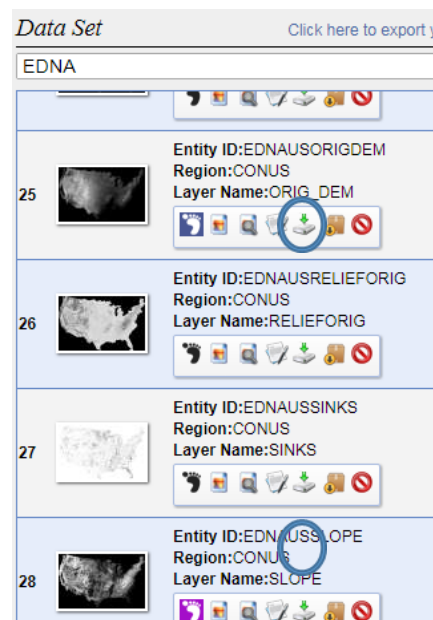 Data Set
Click here to export y
EDNA
Entity ID:EDNAUSORIGDEM
Region:CONUS
25
Layer Name:ORIG_DEM
Entity ID:EDNAUSRELIEFORIG
Region:CONUS
26
Layer Name:RELIEFORIG
Entity ID:EDNAUSSINKS
Region:CONUS
27
Layer Name:SINKS
Entity ID:EDNAUSSLOPE
Region:CONUS
28
Layer Name:SLOPE